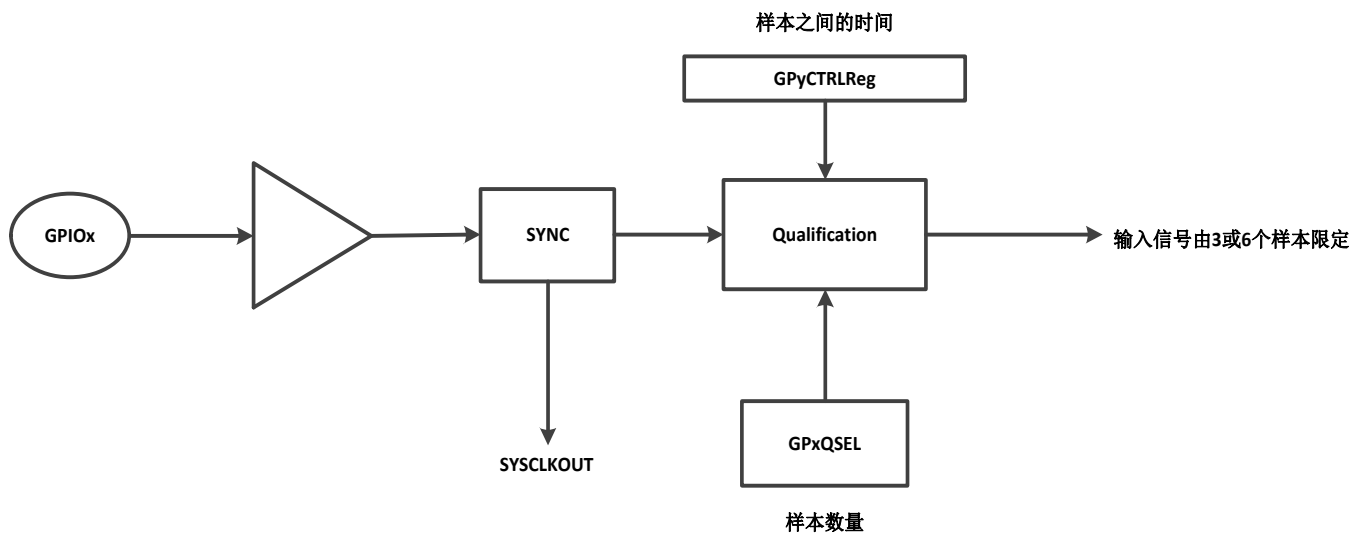 样本之间的时间
GPyCTRLReg
GPIOx
SYNC
Qualification
输入信号由3或6个样本限定
GPxQSEL
SYSCLKOUT
样本数量